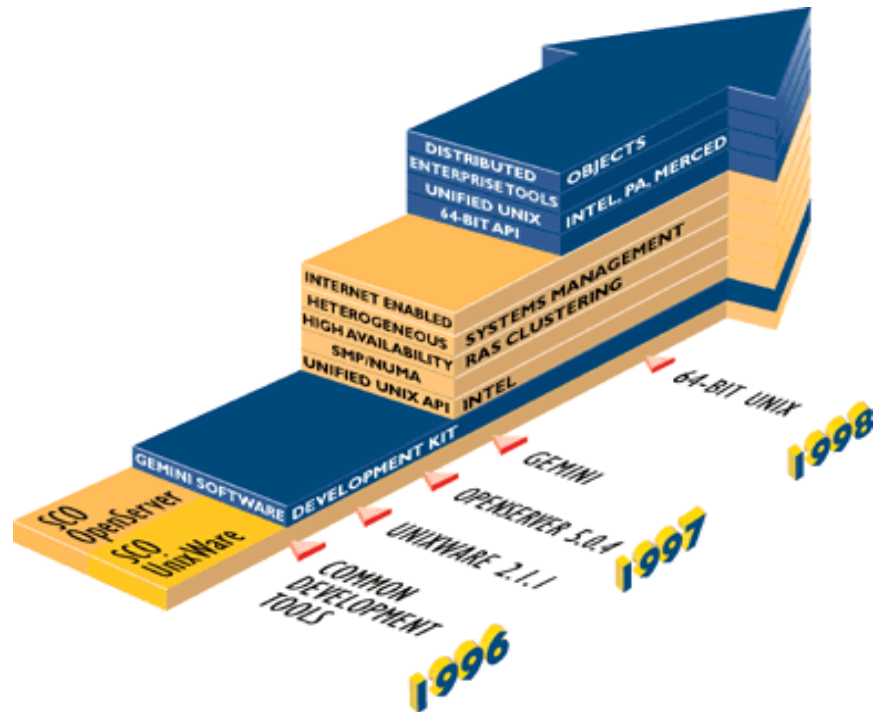 DISTRIBUTED OBJECTS
ENTERPRISE TOOLS
UNIFIED UNIX INTEL, PA, MERCED
64-BIT API
INTERNET ENABLED
HETEROGENEOUS SYSTEMS MANAGEMENT
HIGH AVAILABILITY RAS CLUSTERING
SMP/NUMA
UNIFIED UNIX API INTEL
GEMINI SOFTWARE DEVELOPMENT KIT
SCO
OpenServer
SCO
UnixWare
COMMON
DEVELOPMENT
TOOLS
UNIXWARE 2.1.1
OPENSERVER 5.0.4
GEMINI
64-BIT UNIX
1996
1997
1998